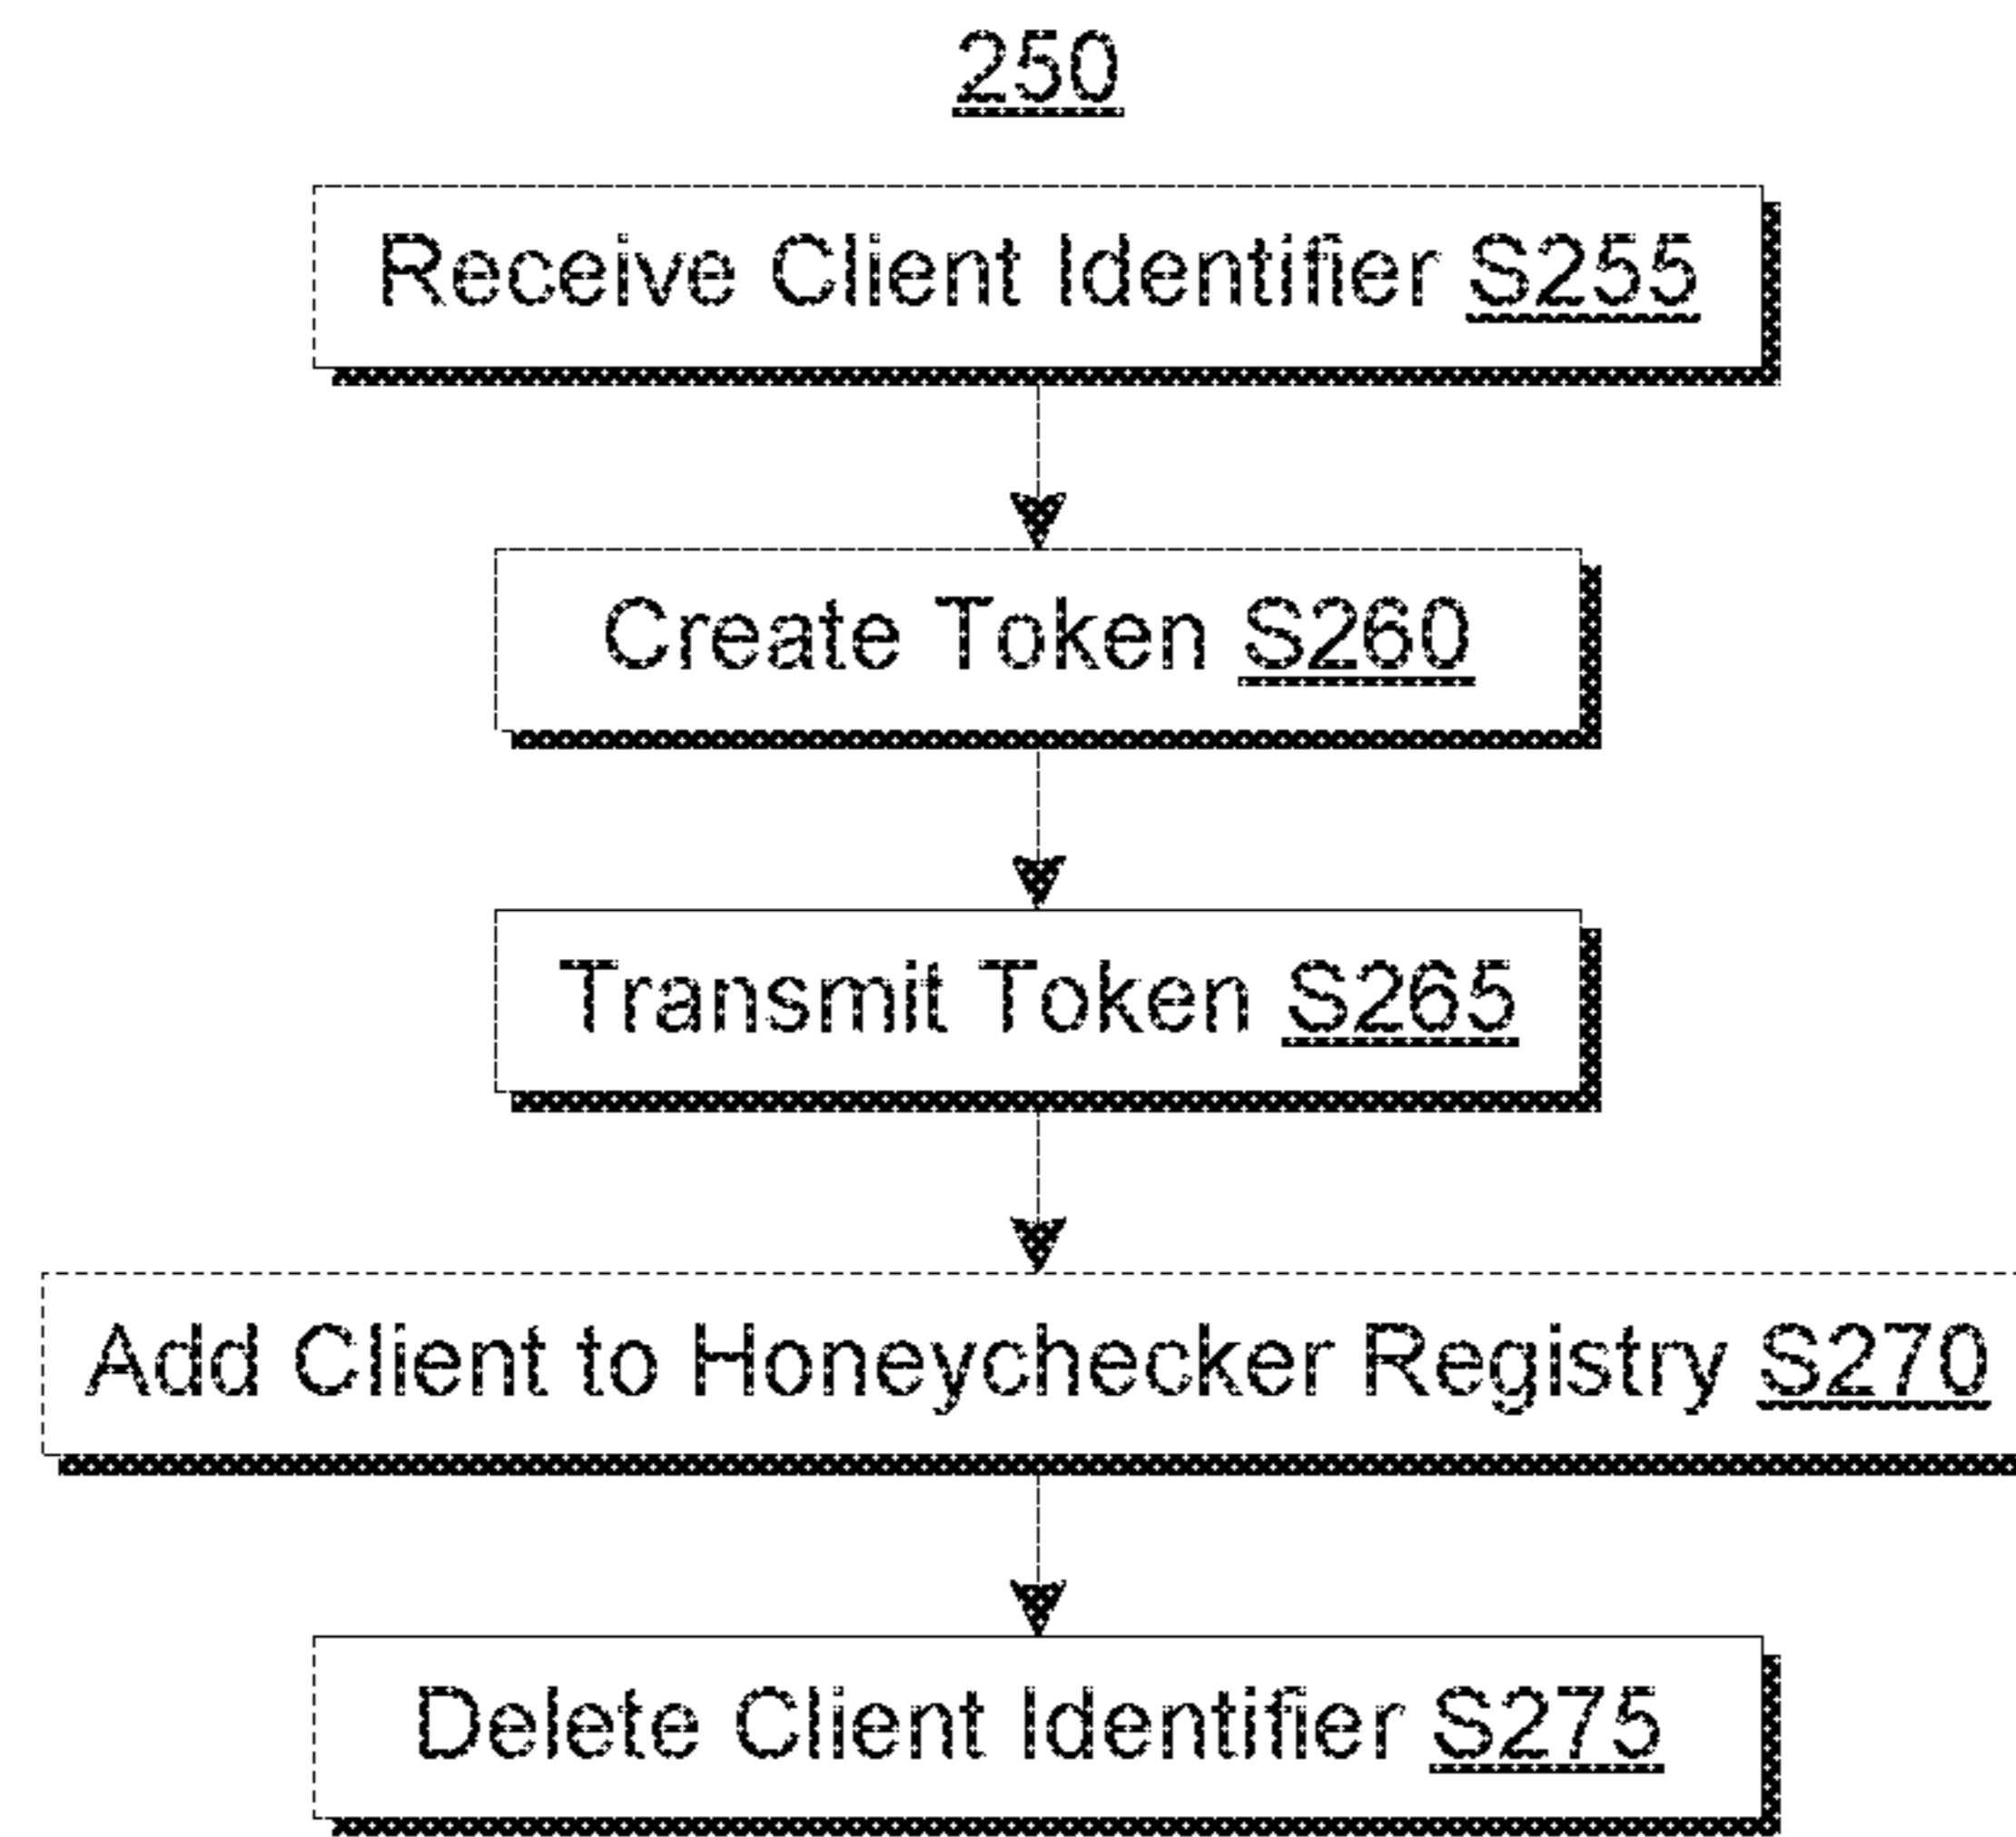 250
Receive Client Identifier S255
Create Token S260
Transmit Token S265
Add Client to Honeychecker Registry S270
Delete Client Identifier S275